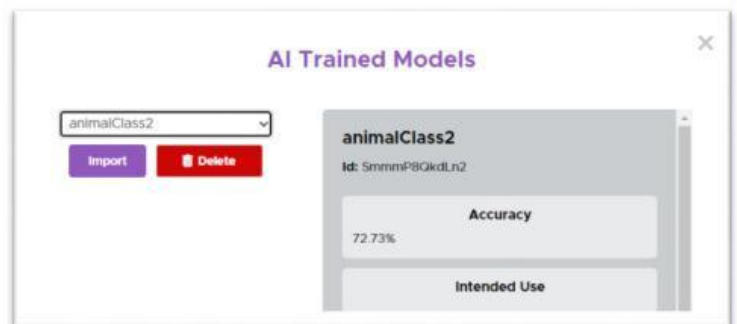 AI Trained Models
×
animalClass2
Import
Delete
animalClass2
Id: SmmmP8QkdLn2
Accuracy
72.73%
Intended Use